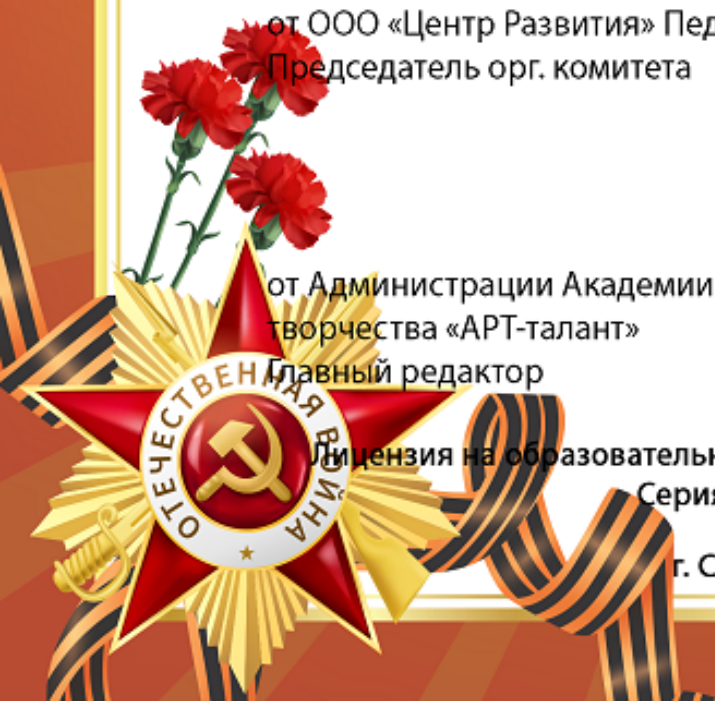 от ООО «Центр Развития» Пед
Председатель орг. комитета
от Администрации Академии
творчества «АРТ-талант»
Главный редактор
ОТЕЧЕСТВЕННАЯ ВОЙНА
Лицензия на образовательн
Серия
г. С